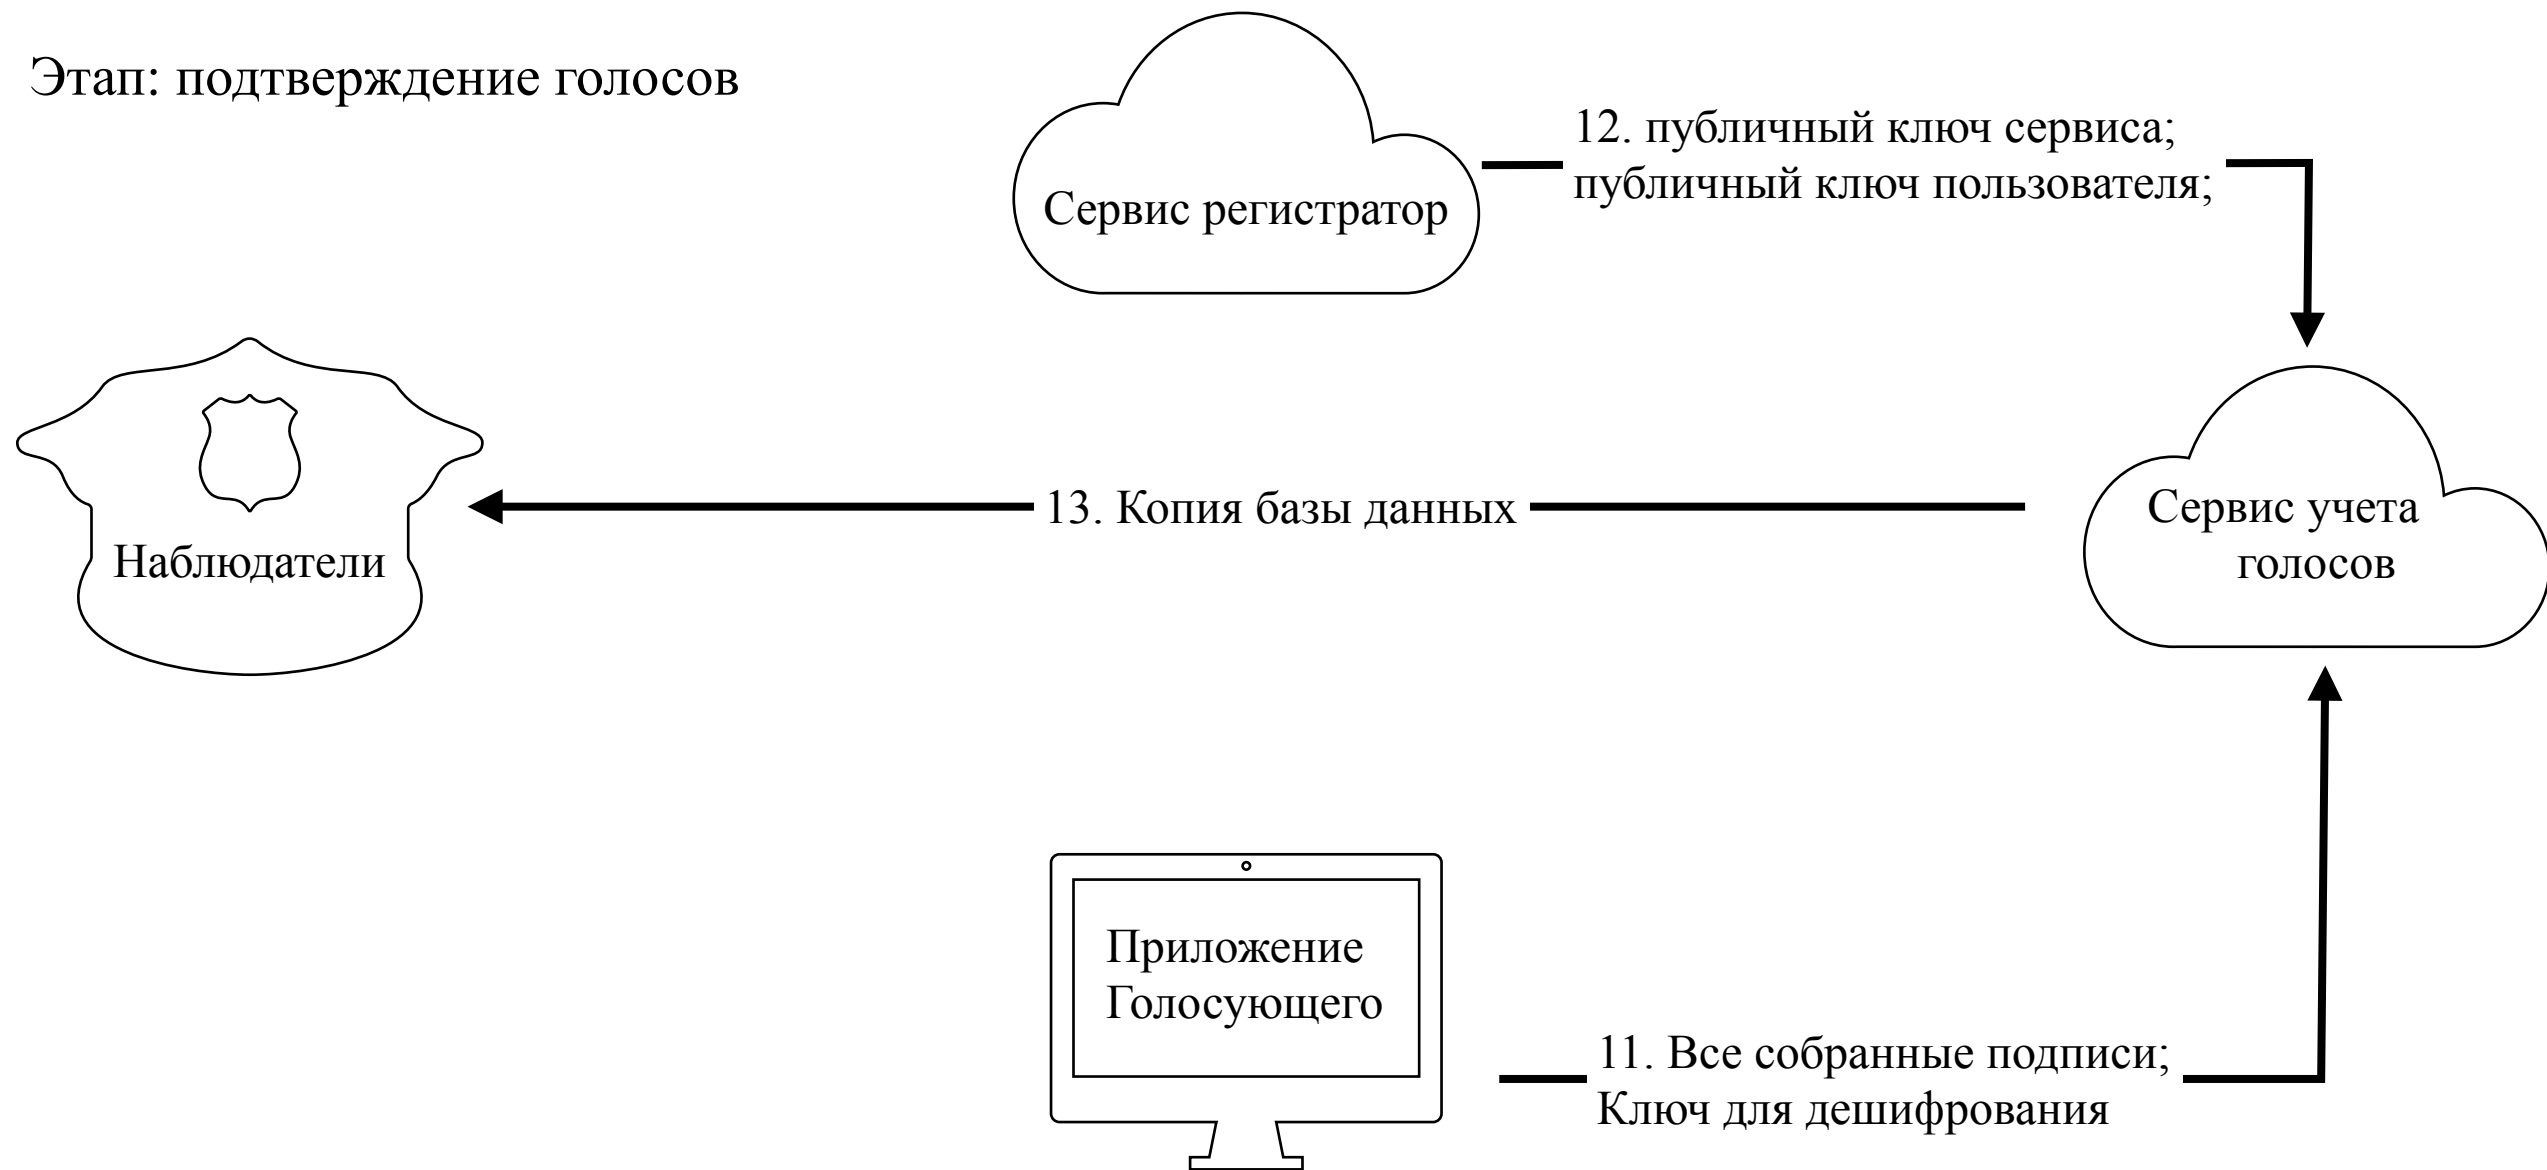 Этап: подтверждение голосов
12. публичный ключ сервиса;
публичный ключ пользователя;
Сервис регистратор
13. Копия базы данных
Сервис учета
голосов
Наблюдатели
Приложение
Голосующего
11. Все собранные подписи;
Ключ для дешифрования